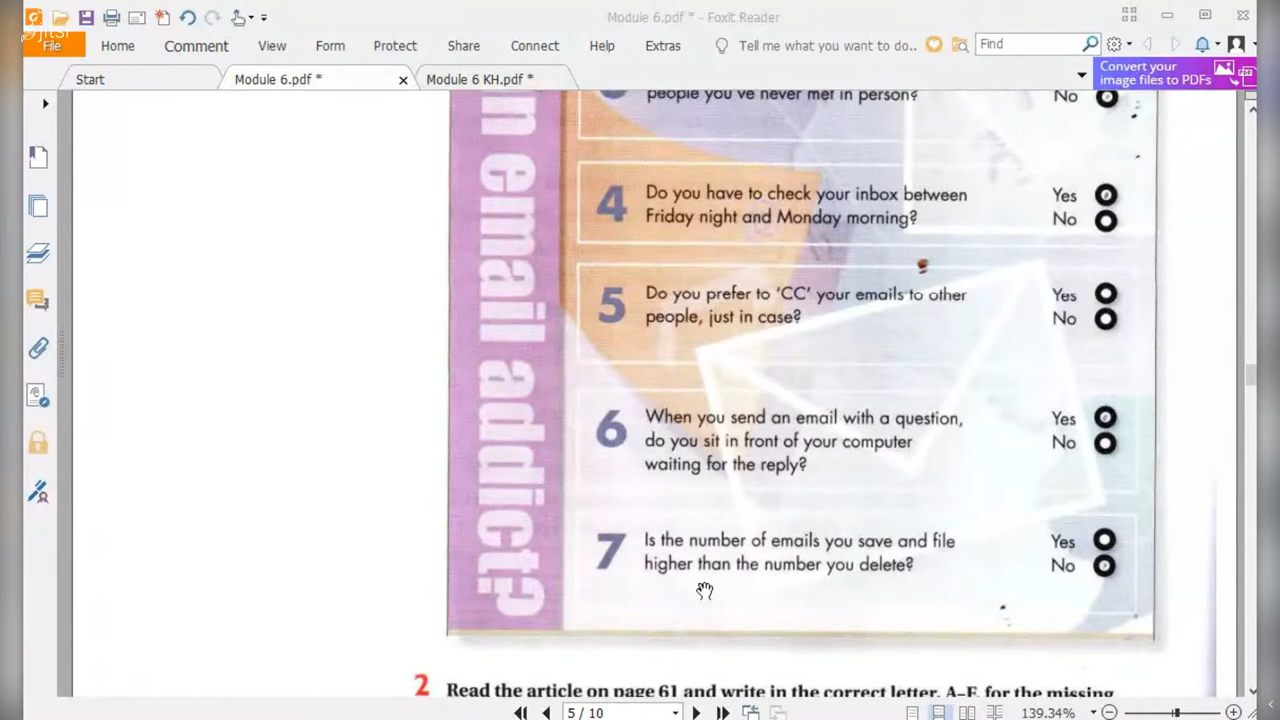 Module 6.pdf * - Foxit Reader
jitsi
File Home Comment View Form Protect Share Connect Help Extras Tell me what you want to do.. Find
Start Module 6.pdf * Module 6 KH.pdf *
Convert your
image files to PDFs
n email addict?
people you've never met in person? No
4 Do you have to check your inbox between Yes
Friday night and Monday morning? No
5 Do you prefer to 'CC' your emails to other Yes
people, just in case? No
6 When you send an email with a question, Yes
do you sit in front of your computer No
waiting for the reply?
7 Is the number of emails you save and file Yes
higher than the number you delete? No
2 Read the article on page 61 and write in the correct letter, A–F, for the missing
5 / 10 139.34%